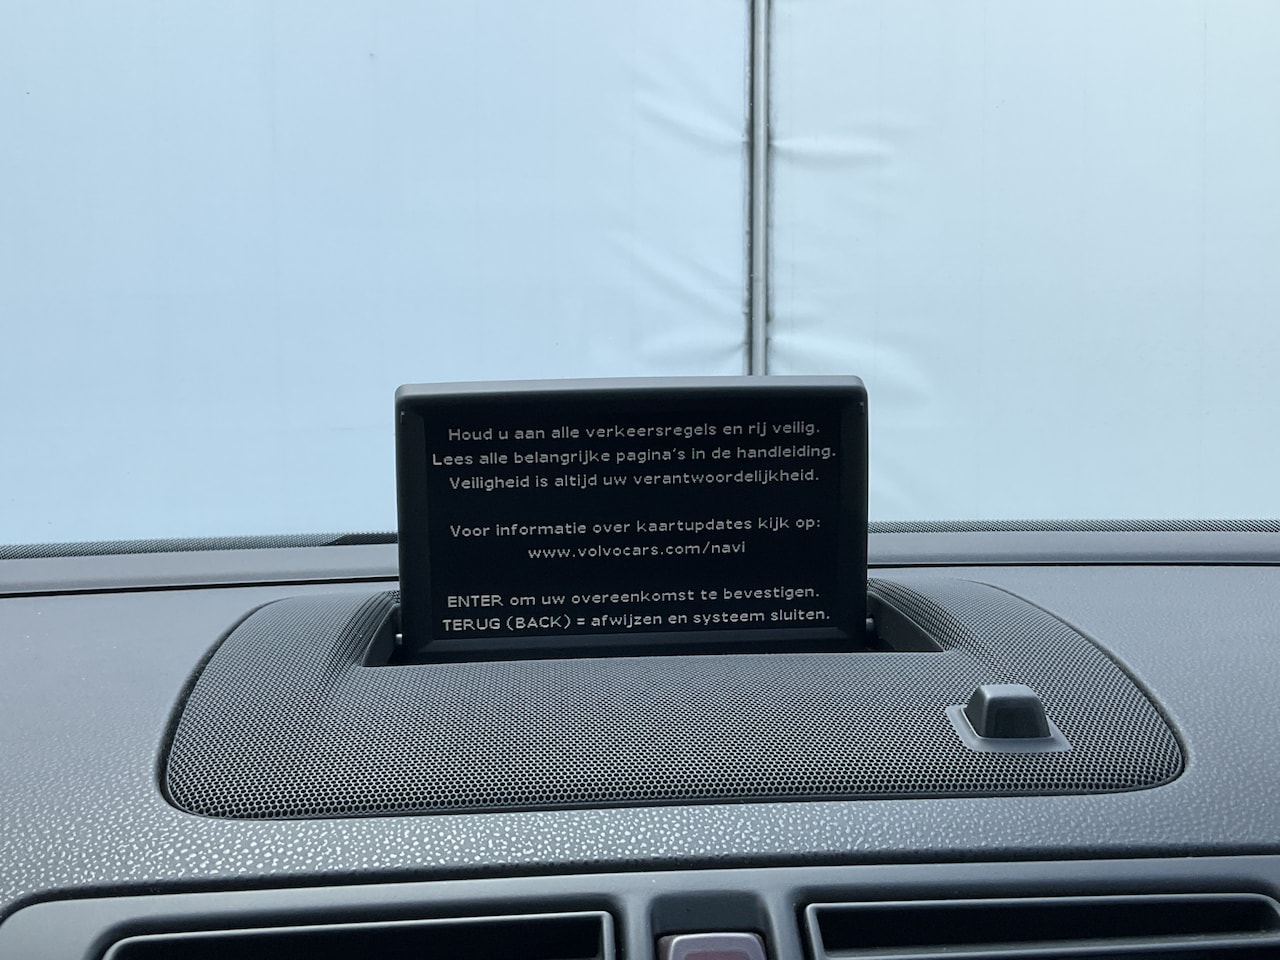 Houd u aan alle verkeersregels en rij veilig.
Lees alle belangrijke pagina's in de handleiding.
Veiligheid is altijd uw verantwoordelijkheid.
Voor informatie over kaartupdates kijk op:
www.volvocars.com/navi
ENTER om uw overeenkomst te bevestigen.
TERUG (BACK) = afwijzen en systeem sluiten.